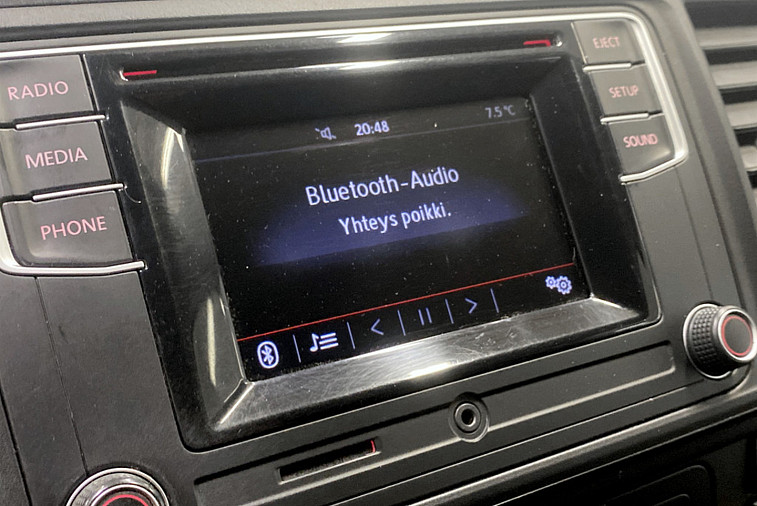 RADIO
MEDIA
PHONE
20:48
7.5 °C
Bluetooth-Audio
Yhteys poikki.
EJECT
SETUP
SOUND